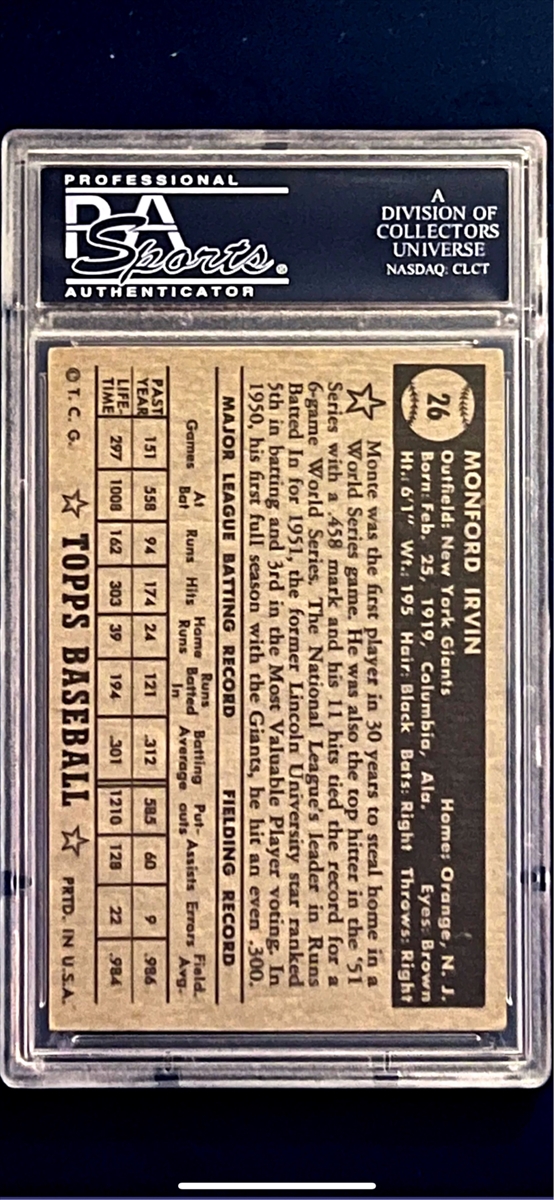 PROFESSIONAL
PSA
Sports
AUTHENTICATOR
A
DIVISION OF
COLLECTORS
UNIVERSE
NASDAQ: CLCT
26
MONFORD IRVIN
Outfield: New York Giants Home: Orange, N. J.
Born: Feb. 25, 1919, Columbia, Ala. Eyes: Brown
Ht.: 6'1" Wt.: 195 Hair: Black Bats: Right Throws: Right
Monte was the first player in 30 years to steal home in a
World Series game. He was also the top hitter in the '51
Series with a .458 mark and his 11 hits tied the record for a
6-game World Series. The National League's leader in Runs
Batted In for 1951, the former Lincoln University star ranked
5th in batting and 3rd in the Most Valuable Player voting. In
1950, his first full season with the Giants, he hit an even .300.
MAJOR LEAGUE BATTING RECORD FIELDING RECORD
Games At Bat Runs Hits Home Runs Runs Batted In Batting Average Put-outs Assists Errors Field. Avg.
PAST YEAR 151 558 94 174 24 121 .312 585 60 9 .986
LIFE-TIME 297 1008 162 303 39 194 .301 1210 128 22 .984
© T. C. G. ☆ TOPPS BASEBALL ☆ PRTD. IN U.S.A.